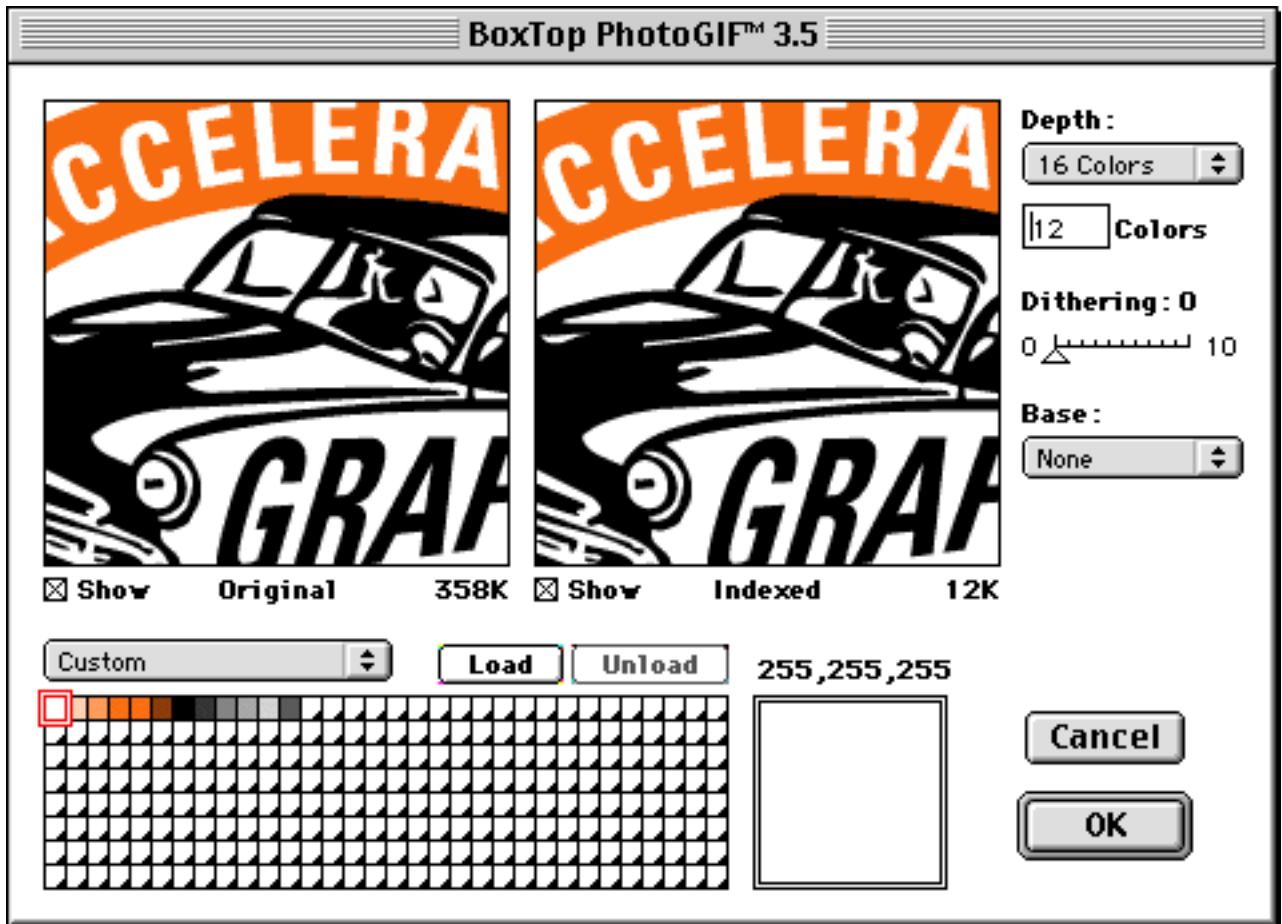 BoxTop PhotoGIF™ 3.5
CCELERA
GRAF
CCELERA
GRAF
Depth:
16 Colors
12 Colors
Dithering: 0
0 10
Base:
None
Show Original 358K
Show Indexed 12K
Custom
Load
Unload
255,255,255
Cancel
OK